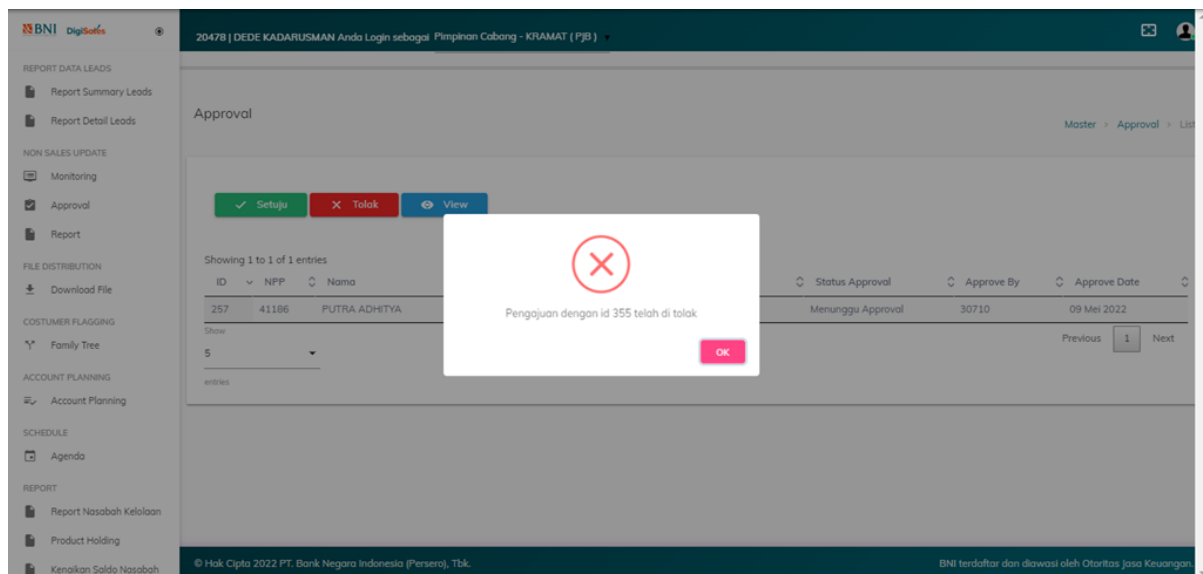 BNI DigiSales
20478 | DEDE KADARUSMAN Anda Login sebagai Pimpinan Cabang - KRAMAT ( PJB )
REPORT DATA LEADS
Report Summary Leads
Report Detail Leads
NON SALES UPDATE
Monitoring
Approval
Report
FILE DISTRIBUTION
Download File
COSTUMER FLAGGING
Family Tree
ACCOUNT PLANNING
Account Planning
SCHEDULE
Agenda
REPORT
Report Nasabah Kelolaan
Product Holding
Kenaikan Saldo Nasabah
Approval
Master > Approval > List
Setuju Tolak View
Showing 1 to 1 of 1 entries
ID NPP Nama Status Approval Approve By Approve Date
257 41186 PUTRA ADHITYA Menunggu Approval 30710 09 Mei 2022
Show
5
entries
Previous 1 Next
Pengajuan dengan id 355 telah di tolak
OK
© Hak Cipta 2022 PT. Bank Negara Indonesia (Persero), Tbk.
BNI terdaftar dan diawasi oleh Otoritas Jasa Keuangan.